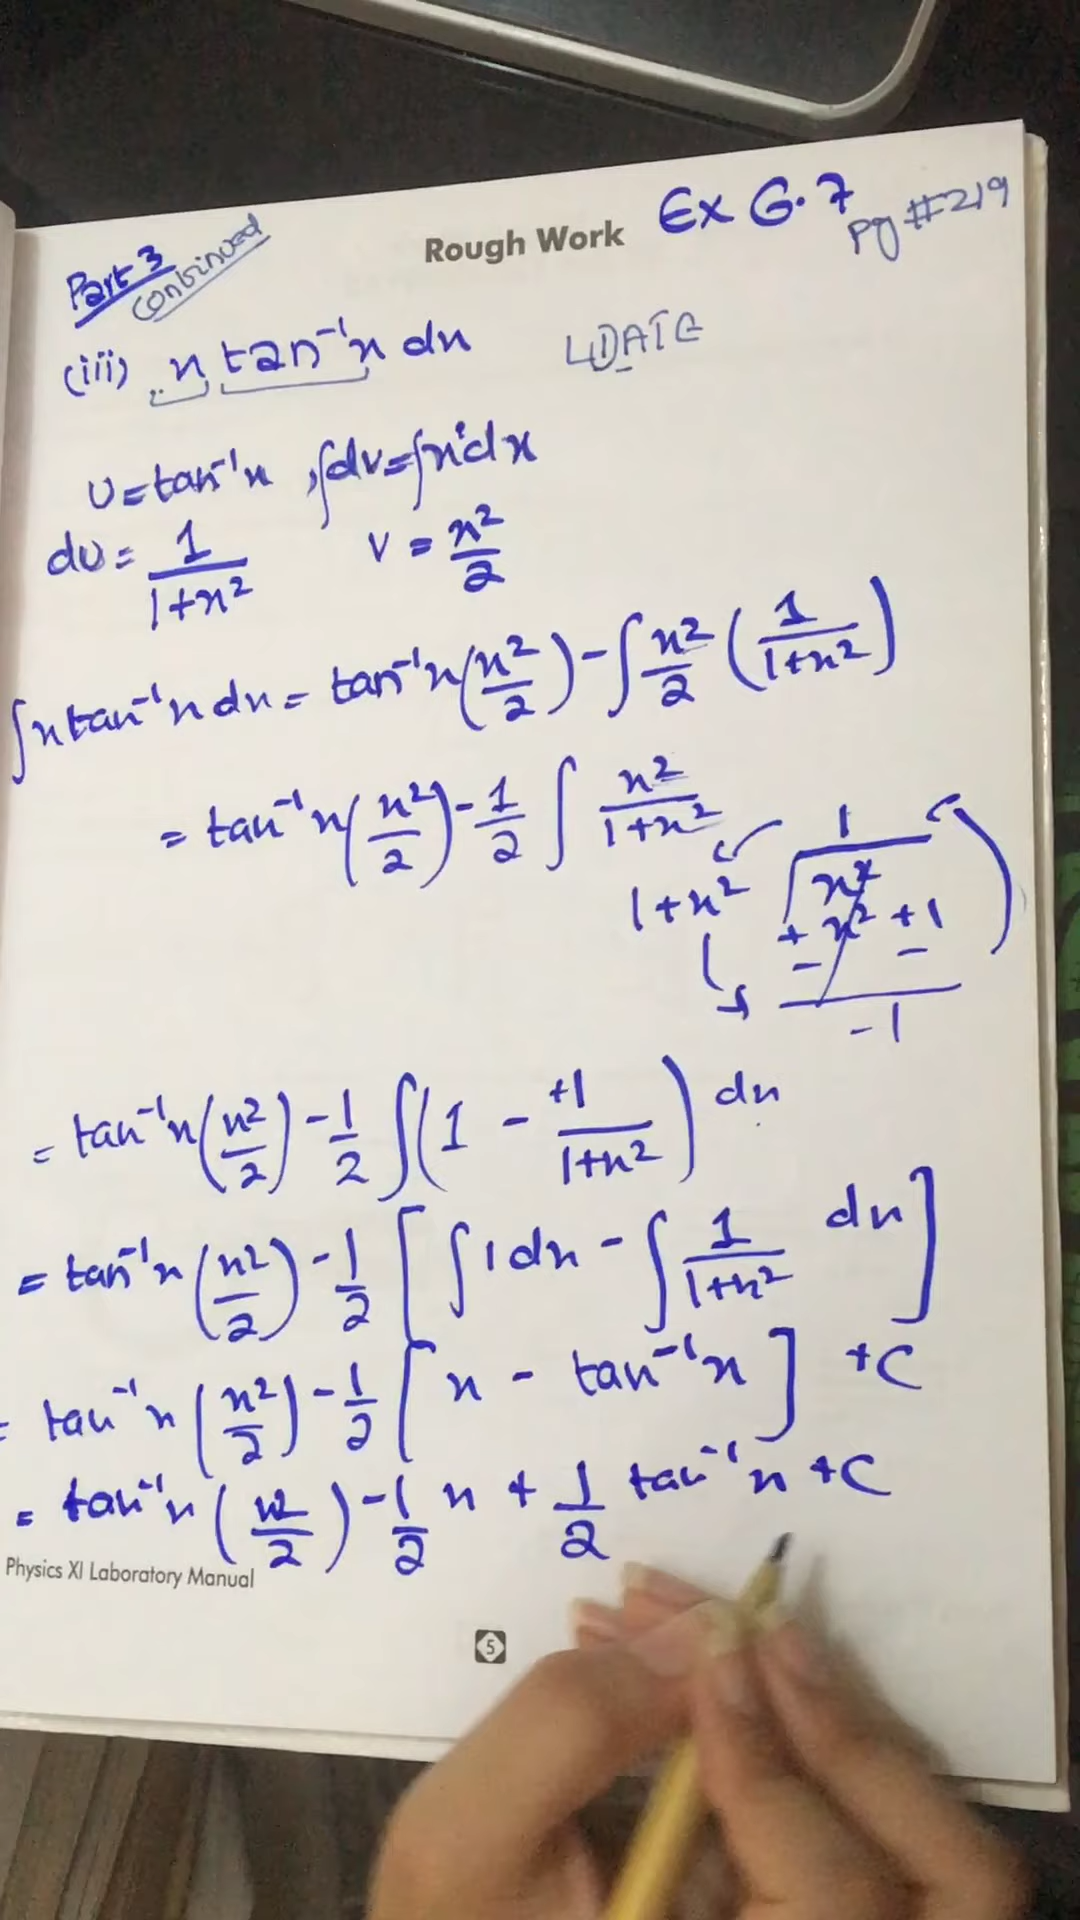 Part 3
Continued
Rough Work
Ex 6.7
Pg #219
(iii) x tan⁻¹x dx
LIATE
U = tan⁻¹x , ∫dv = ∫x'dx
du = 1/(1+x²)
v = x²/2
∫x tan⁻¹x dx = tan⁻¹x (x²/2) - ∫ x²/2 (1/(1+x²))
= tan⁻¹x (x²/2) - 1/2 ∫ x²/(1+x²)
1
1+x² √x²
+ x² +1
- -
-1
= tan⁻¹x (x²/2) - 1/2 ∫(1 - +1/(1+x²)) dx
= tan⁻¹x (x²/2) - 1/2 [∫1dx - ∫ 1/(1+x²) dx]
= tan⁻¹x (x²/2) - 1/2 [x - tan⁻¹x] + C
= tan⁻¹x (x²/2) - 1/2 x + 1/2 tan⁻¹x + C
Physics XI Laboratory Manual
5